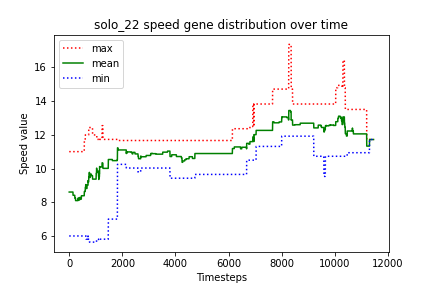 solo_22 speed gene distribution over time
max
mean
min
16
14
12
10
8
6
Speed value
0
2000
4000
6000
8000
10000
12000
Timesteps